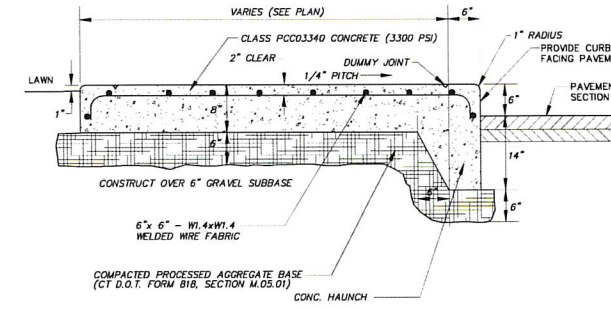 VARIES (SEE PLAN)
6"
CLASS PCC03340 CONCRETE (3300 PSI)
1" RADIUS
2" CLEAR
DUMMY JOINT
PROVIDE CURB
FACING PAVEM
LAWN
1/4" PITCH
PAVEMEN
SECTION
1"
8"
6"
6"
14"
CONSTRUCT OVER 6" GRAVEL SUBBASE
6"
6"
6"x 6" - W1.4xW1.4
WELDED WIRE FABRIC
COMPACTED PROCESSED AGGREGATE BASE
(CT D.O.T. FORM 818, SECTION M.05.01)
CONC. HAUNCH